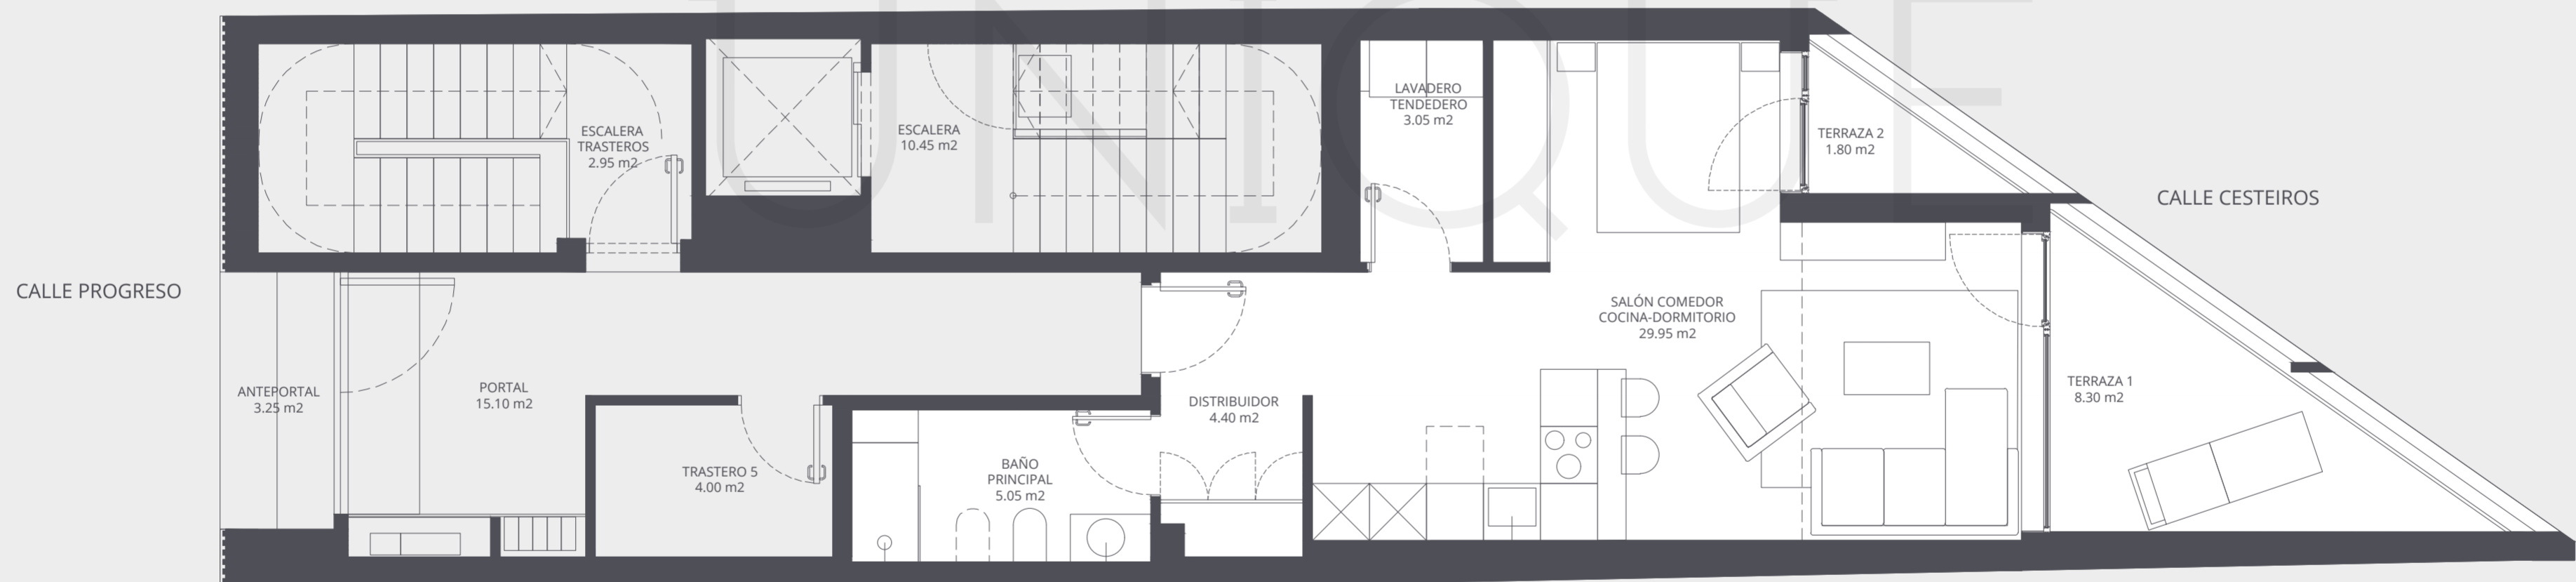 UNIQUE
CALLE PROGRESO
ANTEPORTAL
3.25 m2
PORTAL
15.10 m2
ESCALERA
TRASTEROS
2.95 m2
TRASTERO 5
4.00 m2
ESCALERA
10.45 m2
BAÑO
PRINCIPAL
5.05 m2
DISTRIBUIDOR
4.40 m2
LAVADERO
TENDEDERO
3.05 m2
SALÓN COMEDOR
COCINA-DORMITORIO
29.95 m2
TERRAZA 2
1.80 m2
TERRAZA 1
8.30 m2
CALLE CESTEIROS